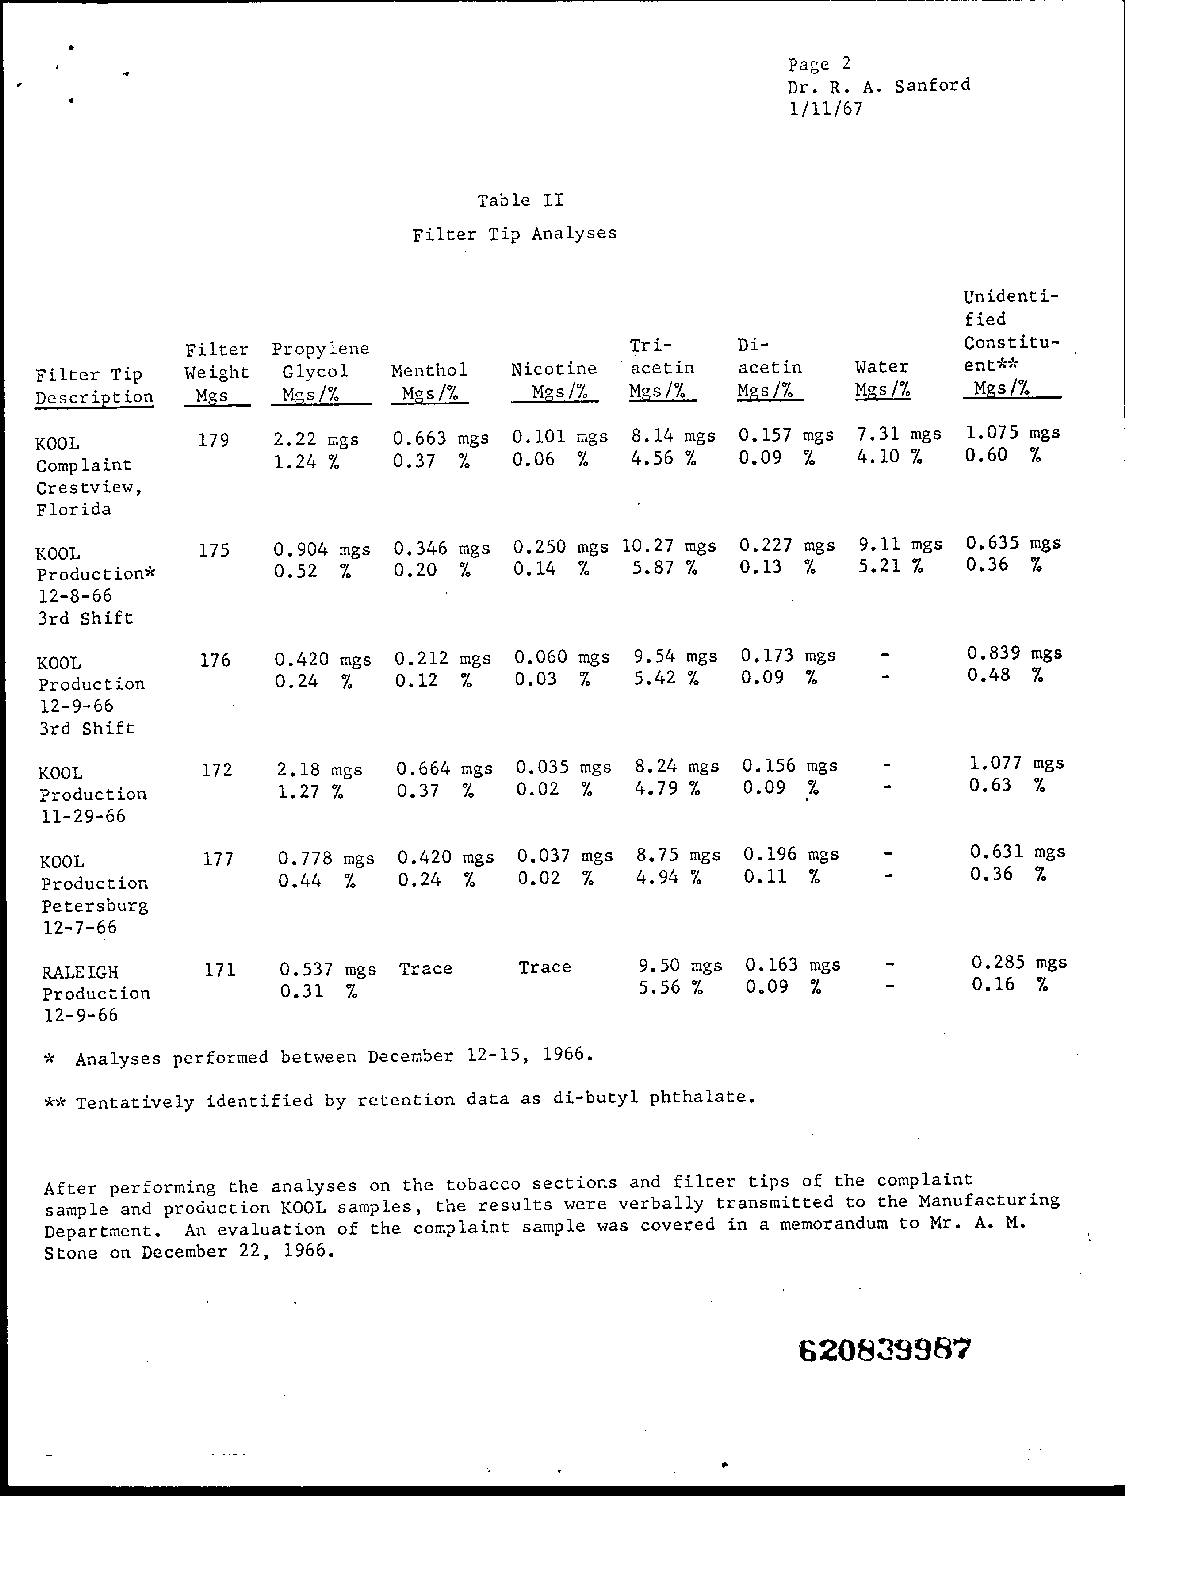 Page 2
Dr. R. A. Sanford
1/11/67
Table II
Filter Tip Analyses
Unidenti-
fied
Filter Propylene Tri- Di- Constitu-
Filter Tip Weight Glycol Menthol Nicotine acetin acetin Water ent**
Description Mgs Mgs/% Mgs/% Mgs/% Mgs/% Mgs/% Mgs/% Mgs/%
KOOL 179 2.22 mgs 0.663 mgs 0.101 mgs 8.14 mgs 0.157 mgs 7.31 mgs 1.075 mgs
Complaint 1.24 % 0.37 % 0.06 % 4.56 % 0.09 % 4.10 % 0.60 %
Crestview,
Florida
KOOL 175 0.904 mgs 0.346 mgs 0.250 mgs 10.27 mgs 0.227 mgs 9.11 mgs 0.635 mgs
Production* 0.52 % 0.20 % 0.14 % 5.87 % 0.13 % 5.21 % 0.36 %
12-8-66
3rd Shift
KOOL 176 0.420 mgs 0.212 mgs 0.060 mgs 9.54 mgs 0.173 mgs - 0.839 mgs
Production 0.24 % 0.12 % 0.03 % 5.42 % 0.09 % - 0.48 %
12-9-66
3rd Shift
KOOL 172 2.18 mgs 0.664 mgs 0.035 mgs 8.24 mgs 0.156 mgs - 1.077 mgs
Production 1.27 % 0.37 % 0.02 % 4.79 % 0.09 % - 0.63 %
11-29-66
KOOL 177 0.778 mgs 0.420 mgs 0.037 mgs 8.75 mgs 0.196 mgs - 0.631 mgs
Production 0.44 % 0.24 % 0.02 % 4.94 % 0.11 % - 0.36 %
Petersburg
12-7-66
RALEIGH 171 0.537 mgs Trace Trace 9.50 mgs 0.163 mgs - 0.285 mgs
Production 0.31 % 5.56 % 0.09 % - 0.16 %
12-9-66
* Analyses performed between December 12-15, 1966.
** Tentatively identified by retention data as di-butyl phthalate.
After performing the analyses on the tobacco sections and filter tips of the complaint
sample and production KOOL samples, the results were verbally transmitted to the Manufacturing
Department. An evaluation of the complaint sample was covered in a memorandum to Mr. A. M.
Stone on December 22, 1966.
620839987